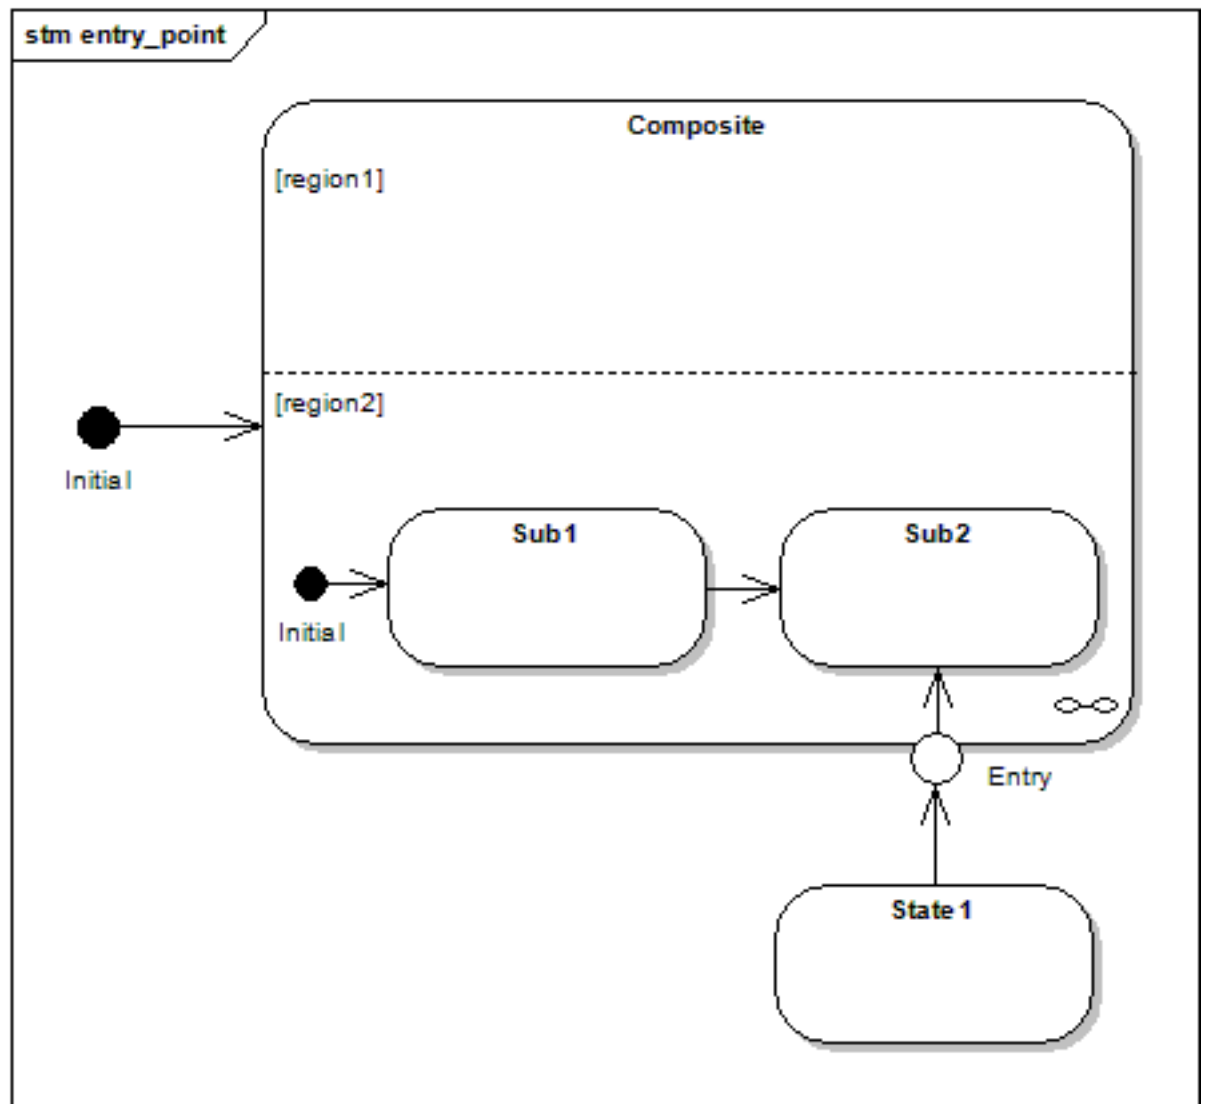 stm entry_point
Composite
[region1]
[region2]
Initial
Sub1
Sub2
Initial
Entry
State1